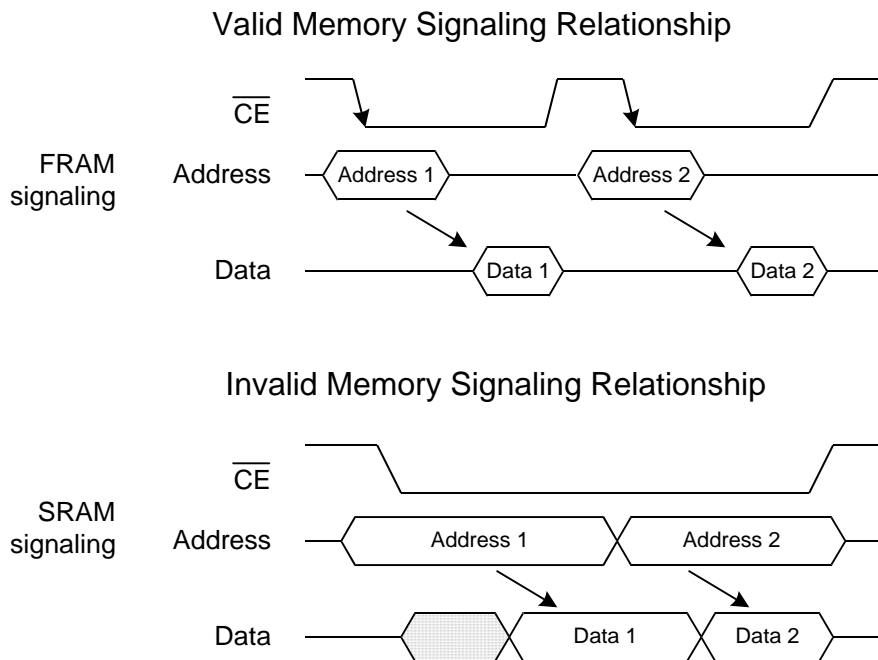 Valid Memory Signaling Relationship
CE
FRAM
signaling
Address
Address 1
Address 2
Data
Data 1
Data 2
Invalid Memory Signaling Relationship
CE
SRAM
signaling
Address
Address 1
Address 2
Data
Data 1
Data 2